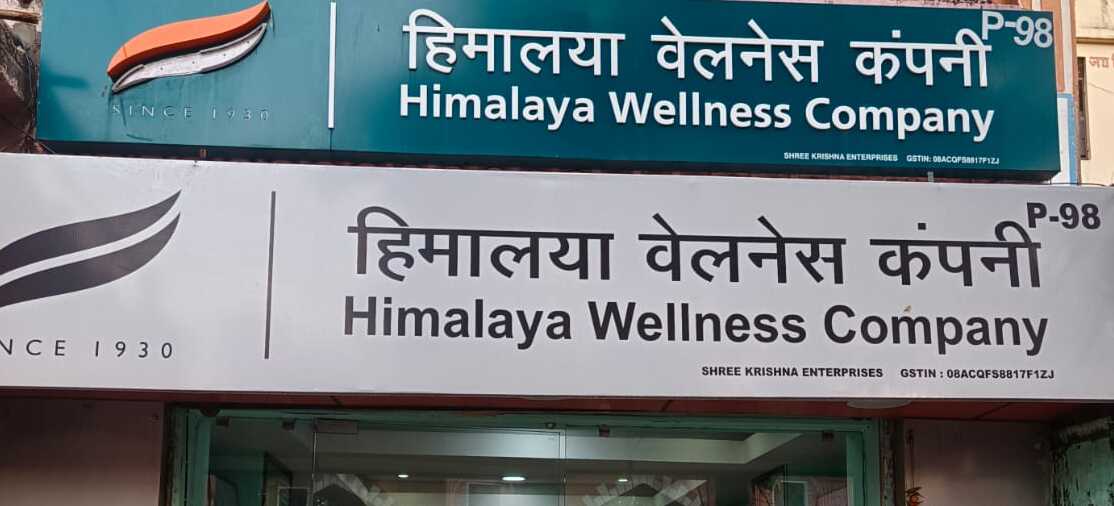 हिमालया वेलनेस कंपनी P-98
Himalaya Wellness Company
SINCE 1930
SHREE KRISHNA ENTERPRISES GSTIN: 08ACQFS8817F1ZJ
हिमालया वेलनेस कंपनी P-98
Himalaya Wellness Company
NCE 1930
SHREE KRISHNA ENTERPRISES GSTIN : 08ACQFS8817F1ZJ